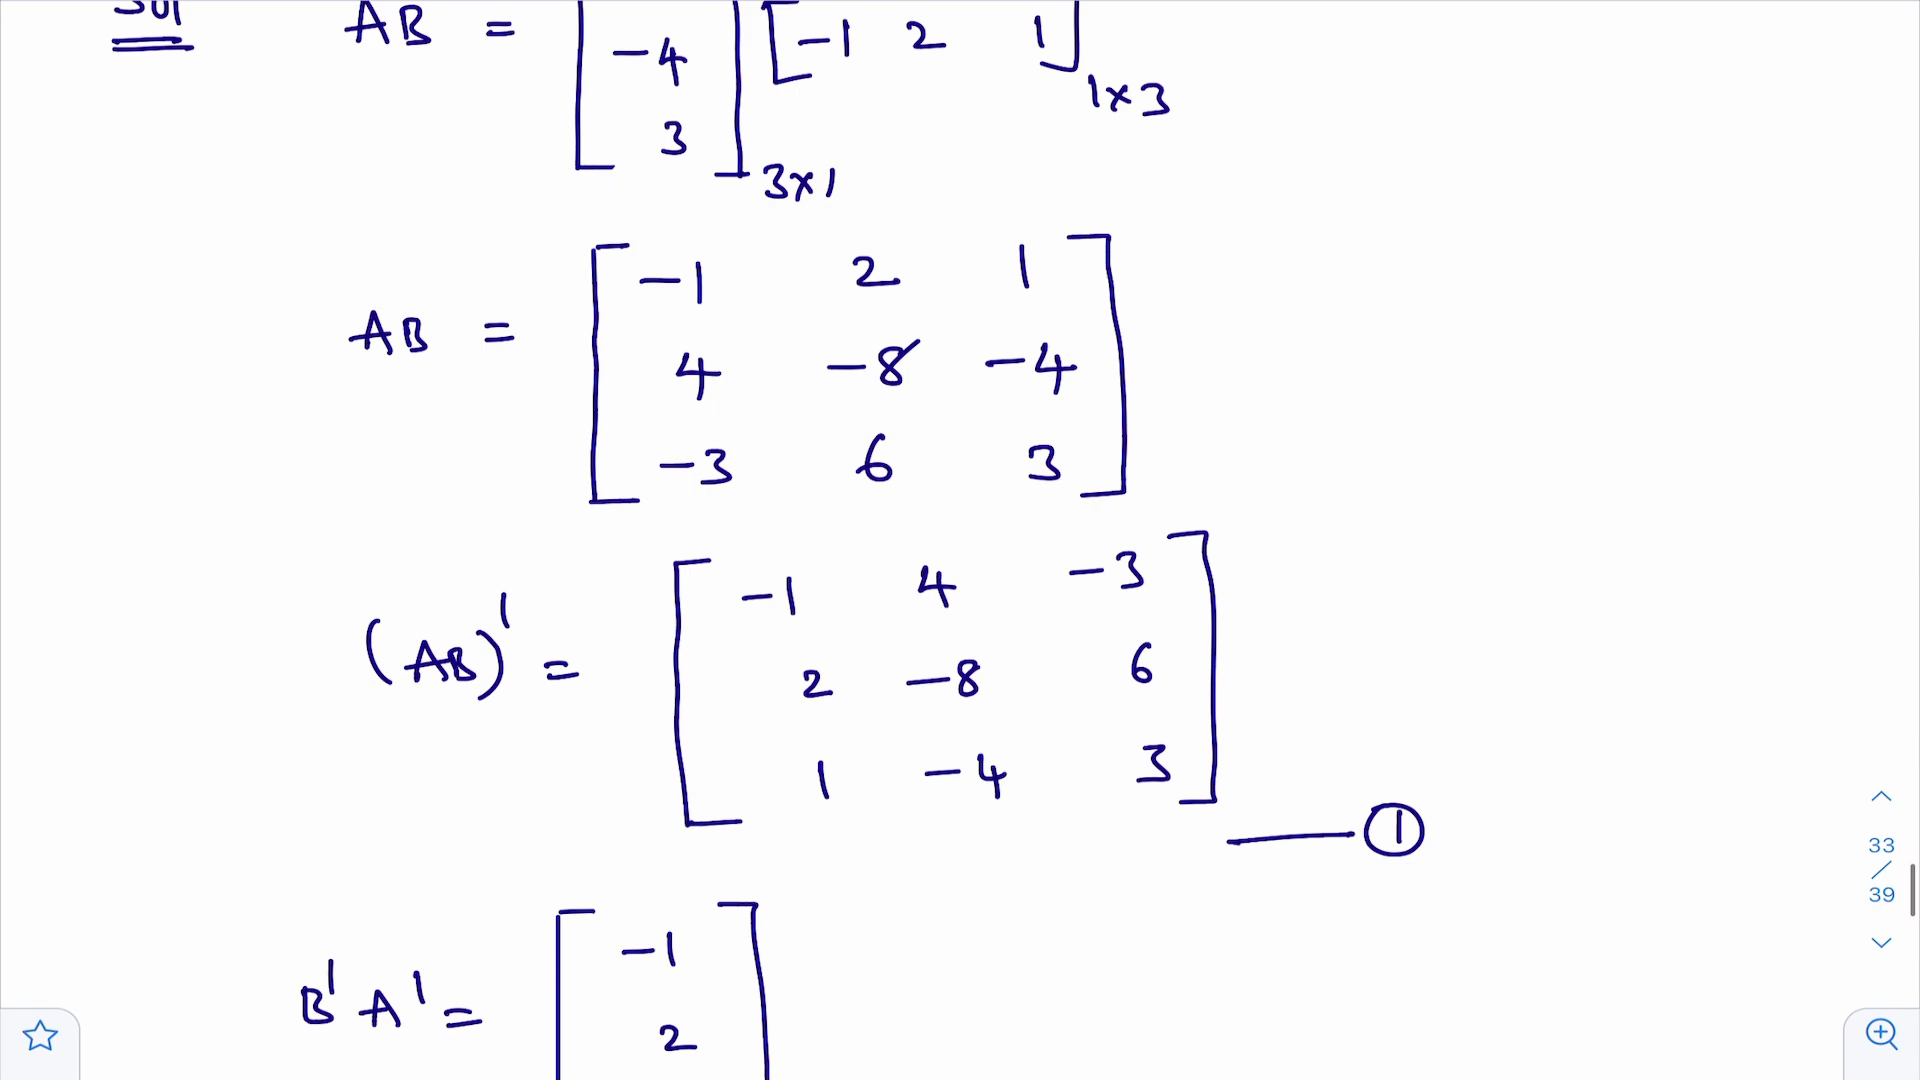 Sol AB = [ -4 [-1 2 1] 1×3
3 ] 3×1
AB = [ -1 2 1
4 -8 -4
-3 6 3 ]
(AB)' = [ -1 4 -3
2 -8 6
1 -4 3 ]
①
B'A' = [ -1
2 ]
33
/
39